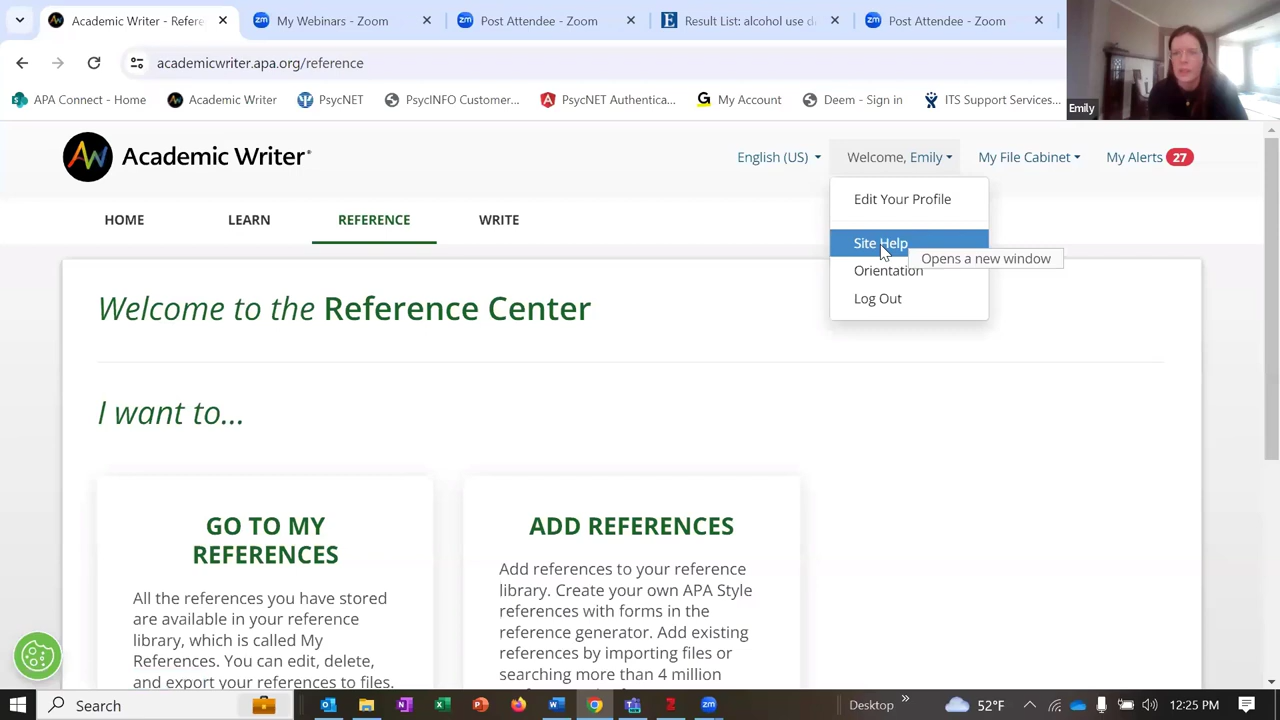 Academic Writer - Refere
My Webinars - Zoom
Post Attendee - Zoom
Result List: alcohol use d
Post Attendee - Zoom
academicwriter.apa.org/reference
APA Connect - Home
Academic Writer
PsycNET
PsycINFO Customer...
PsycNET Authentica...
My Account
Deem - Sign in
ITS Support Services...
Emily
AW Academic Writer®
English (US)
Welcome, Emily
My File Cabinet
My Alerts 27
Edit Your Profile
Site Help
Opens a new window
Orientation
Log Out
HOME
LEARN
REFERENCE
WRITE
Welcome to the Reference Center
I want to...
GO TO MY
REFERENCES
All the references you have stored
are available in your reference
library, which is called My
References. You can edit, delete,
and export your references to files.
ADD REFERENCES
Add references to your reference
library. Create your own APA Style
references with forms in the
reference generator. Add existing
references by importing files or
searching more than 4 million
Search
Desktop
52°F
12:25 PM